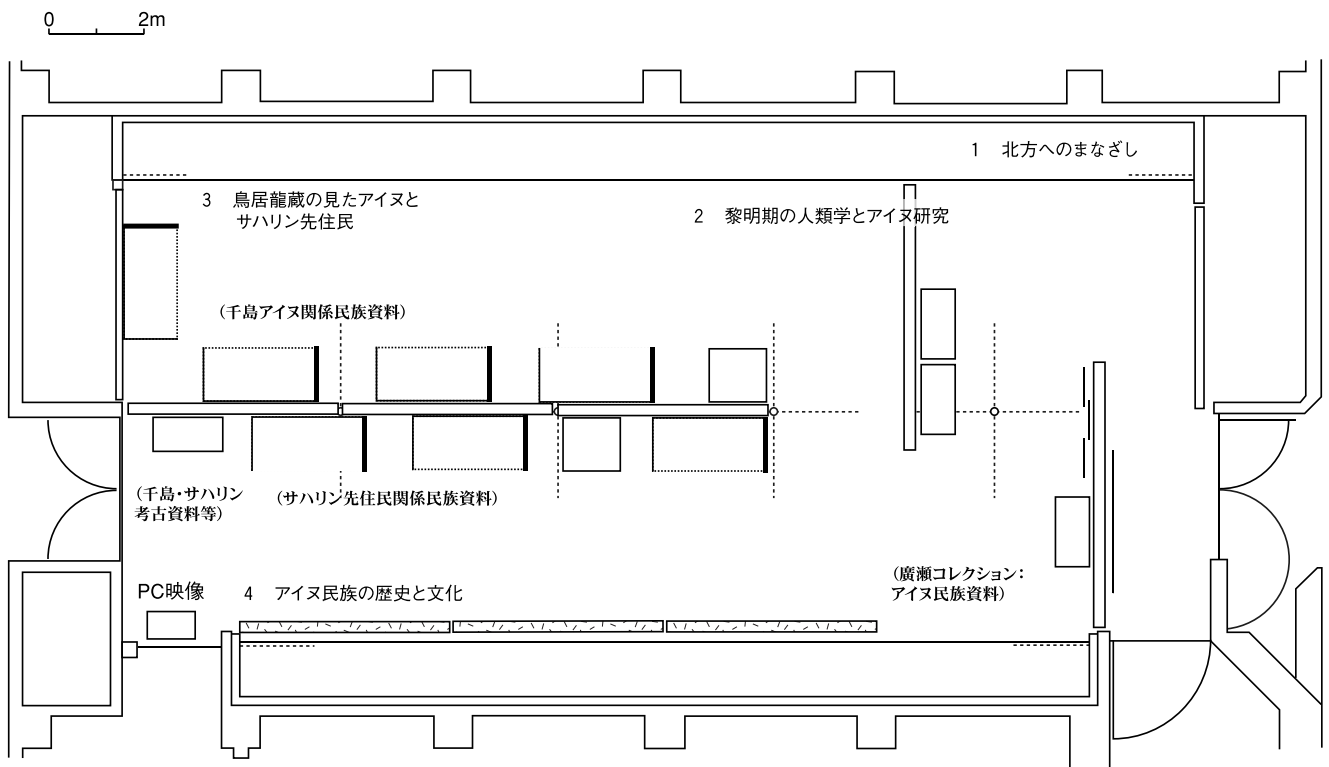 0 2m
1 北方へのまなざし
3 鳥居龍蔵の見たアイヌと
サハリン先住民
2 黎明期の人類学とアイヌ研究
（千島アイヌ関係民族資料）
（千島・サハリン
考古資料等）
（サハリン先住民関係民族資料）
（廣瀬コレクション：
アイヌ民族資料）
PC映像
4 アイヌ民族の歴史と文化